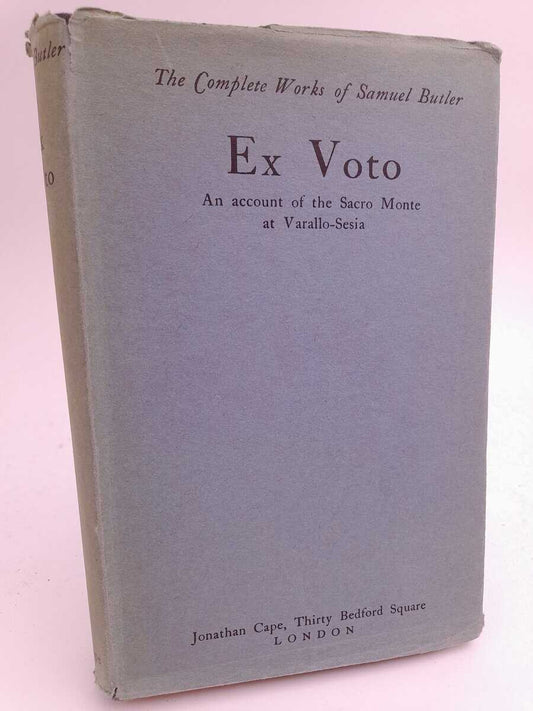 Butler
The Complete Works of Samuel Butler
Ex Voto
An account of the Sacro Monte
at Varallo-Sesia
Jonathan Cape, Thirty Bedford Square
LONDON